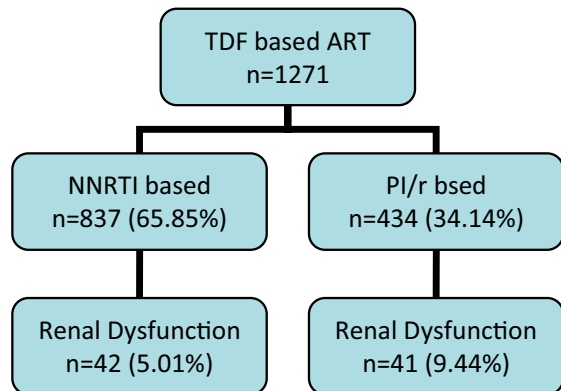 TDF based ART
n=1271
NNRTI based
n=837 (65.85%)
PI/r bsed
n=434 (34.14%)
Renal Dysfunction
n=42 (5.01%)
Renal Dysfunction
n=41 (9.44%)